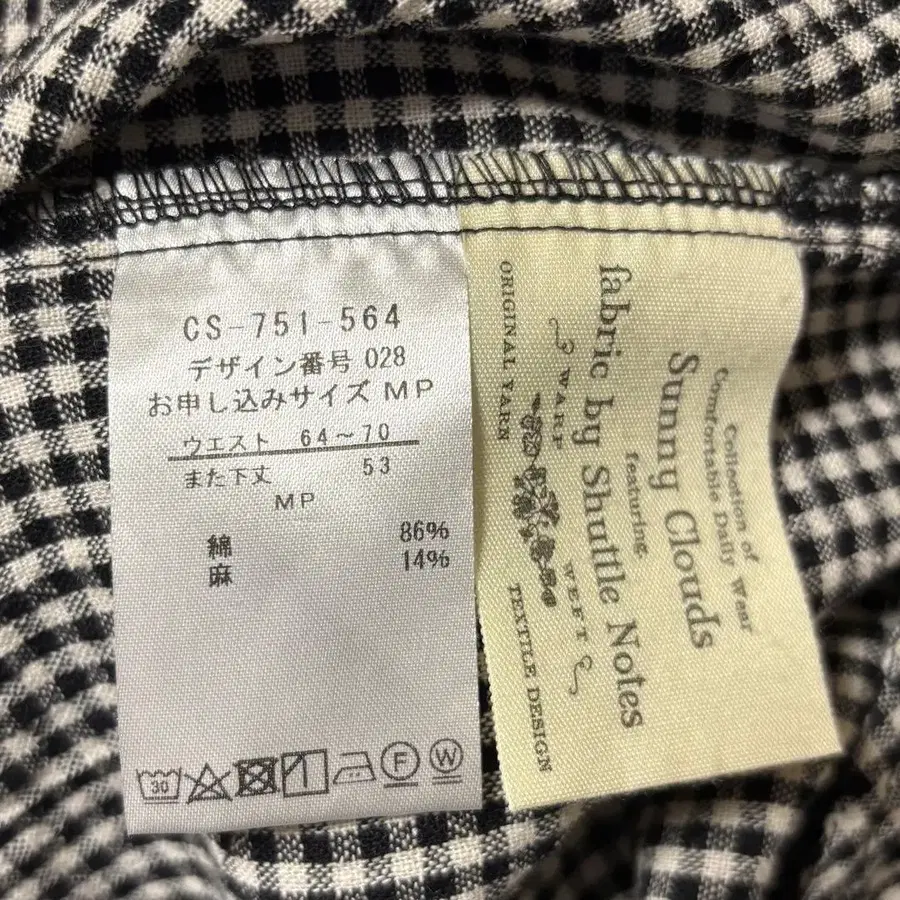 CS-751-564
デザイン番号 028
お申し込みサイズ MP
ウエスト 64～70
また下丈 53
MP
綿 86%
麻 14%
30
F
W
Collection of
Comfortable Daily Wear
Sunny Clouds
featuring
fabric by Shuttle Notes
WARP WEFT
ORIGINAL YARN TEXTILE DESIGN